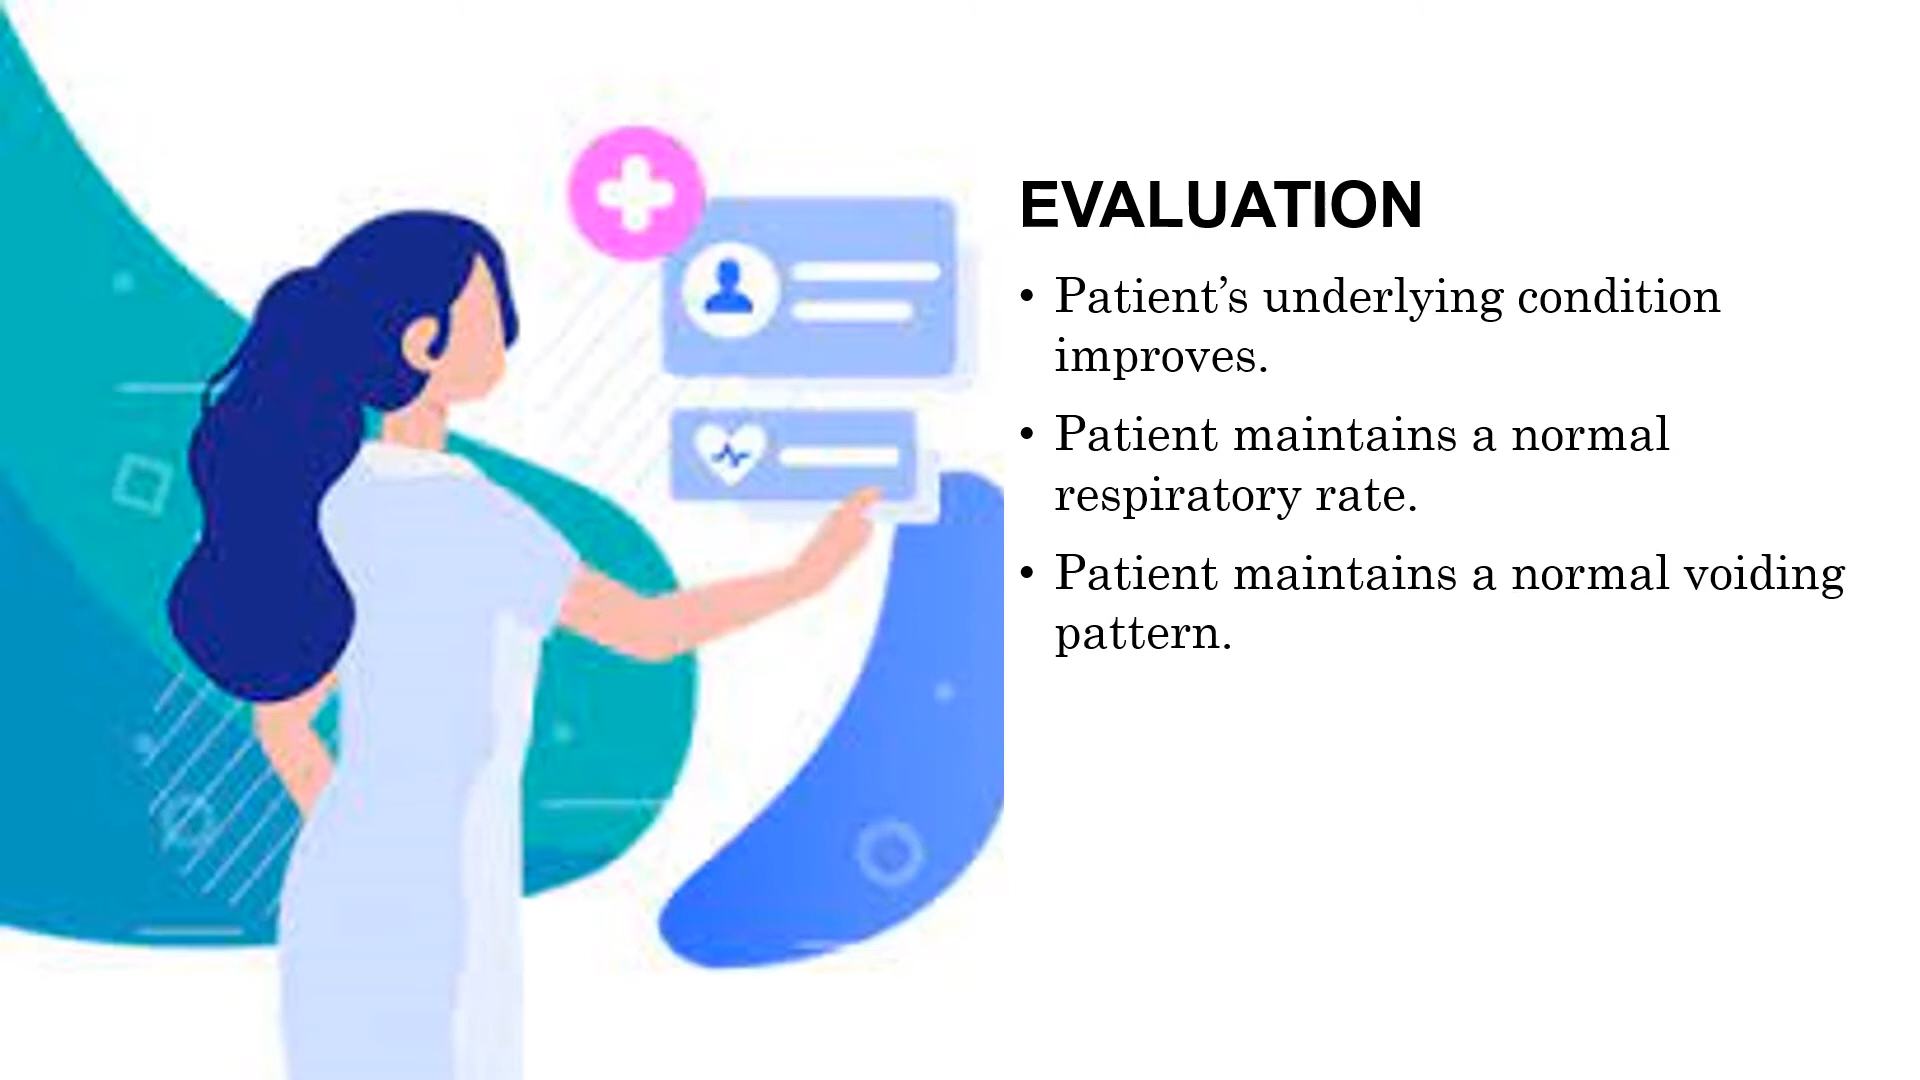 EVALUATION
• Patient’s underlying condition
improves.
• Patient maintains a normal
respiratory rate.
• Patient maintains a normal voiding
pattern.